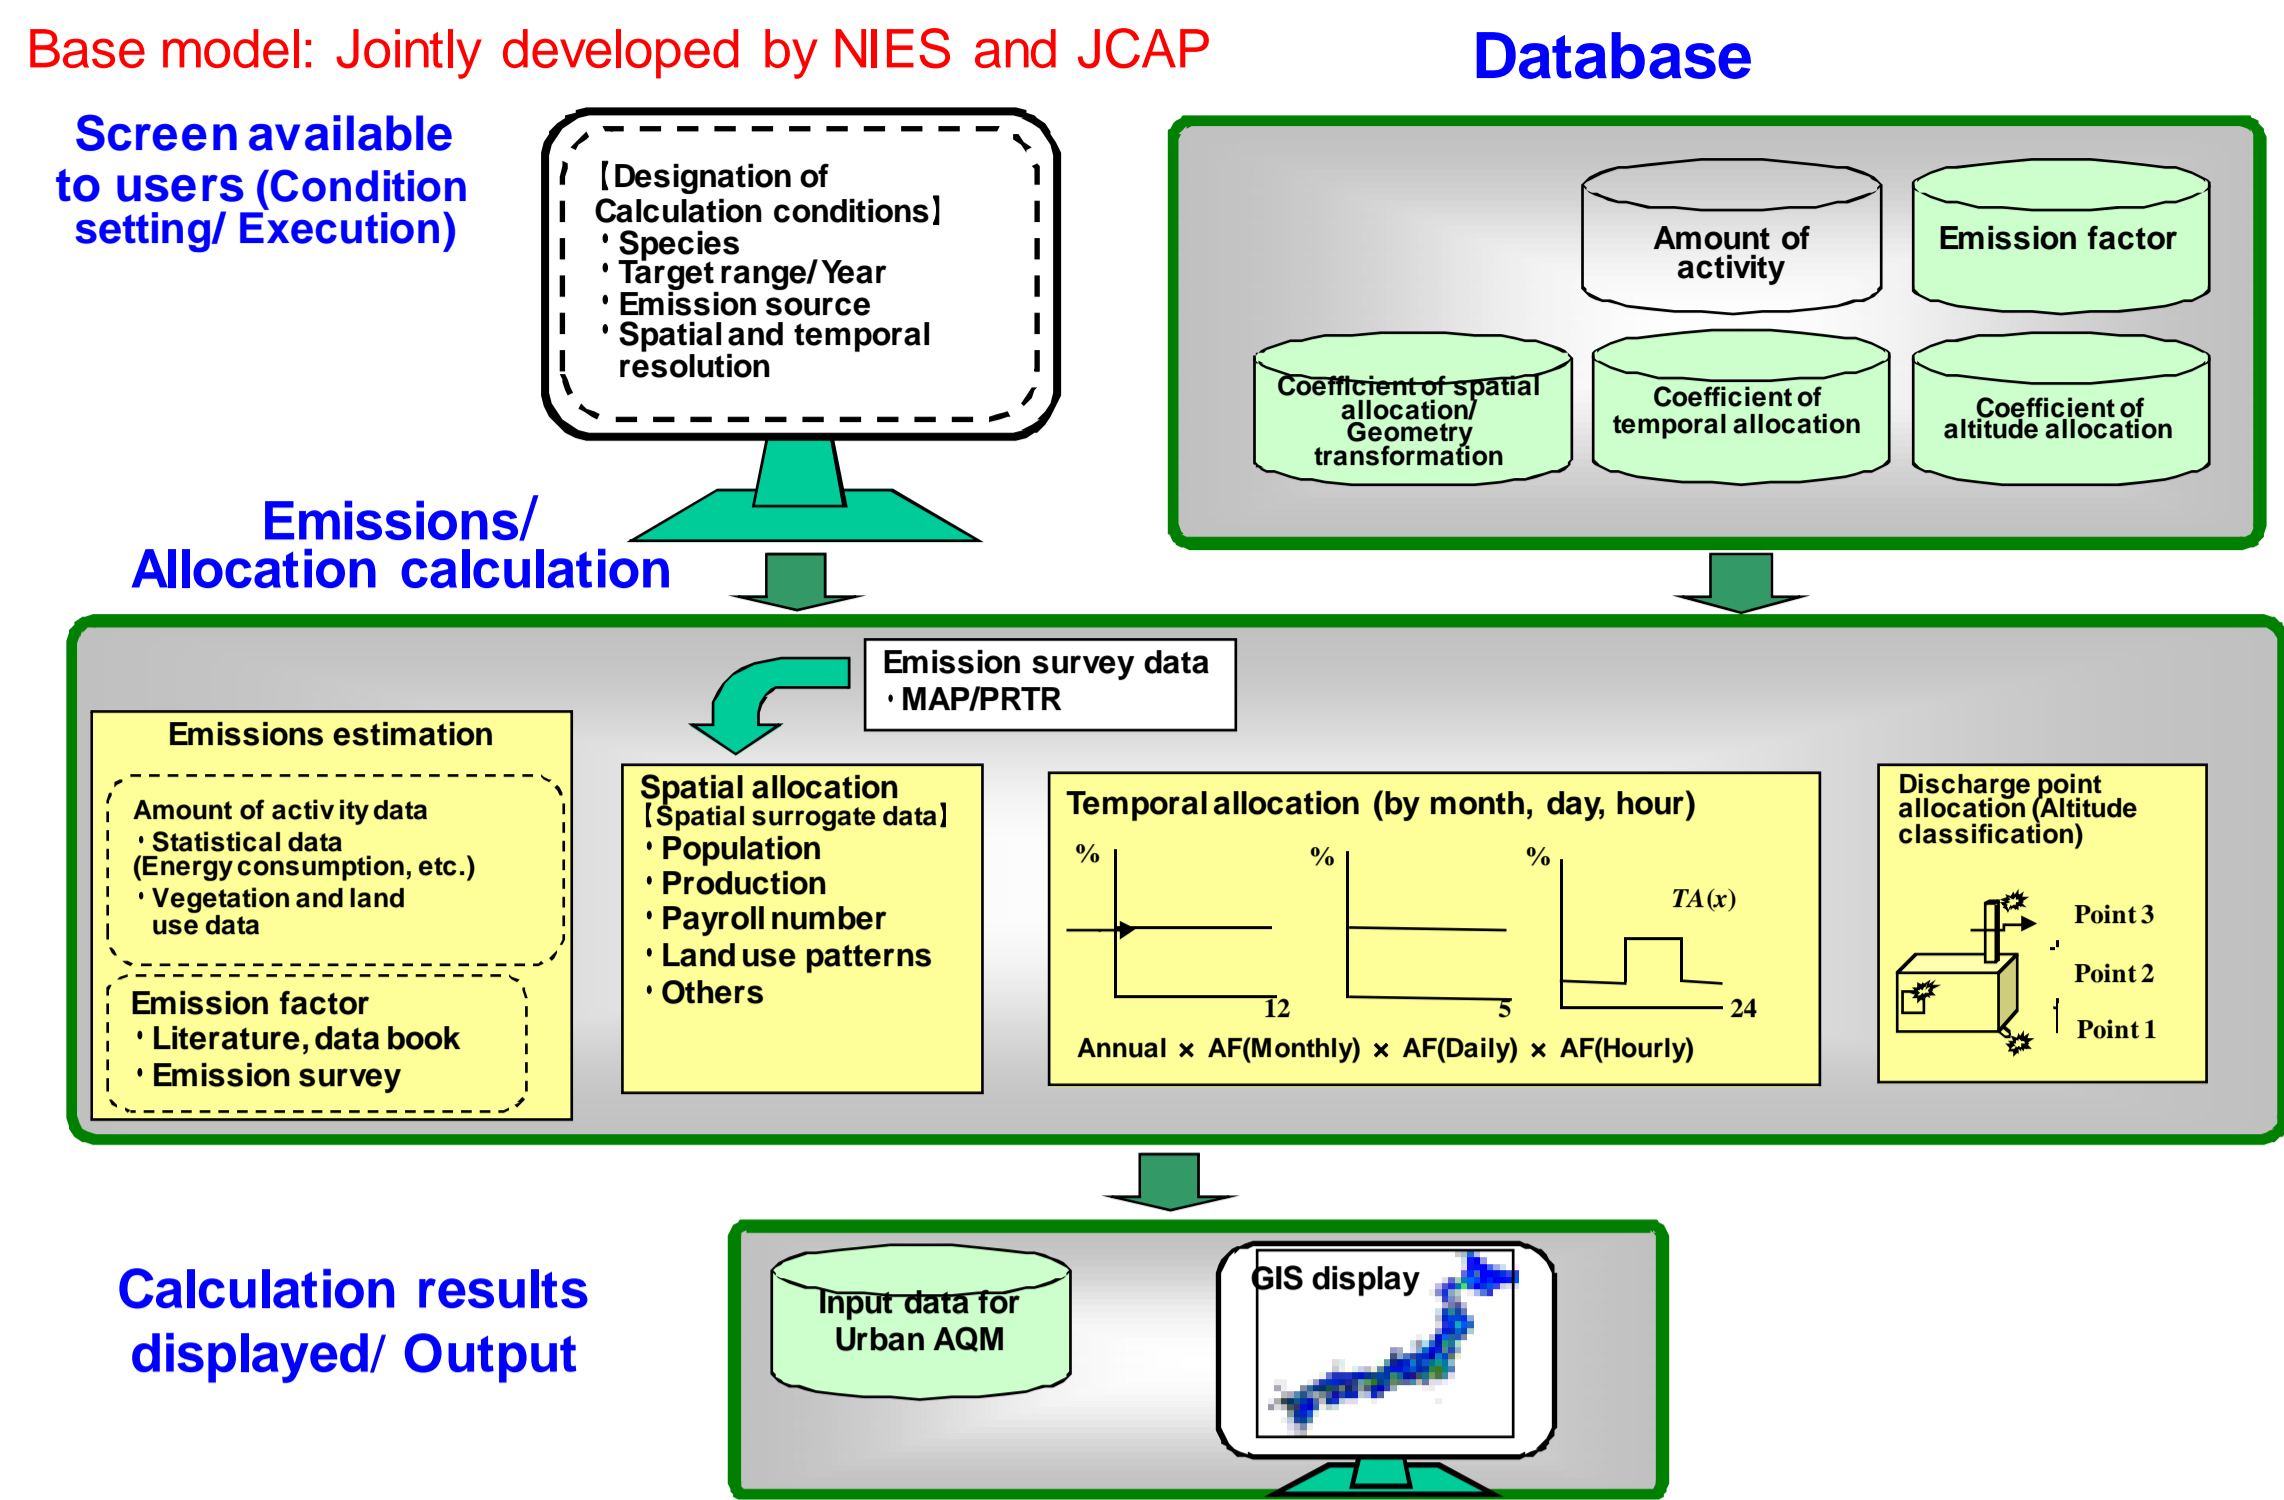 Base model: Jointly developed by NIES and JCAP
Database
Screen available
to users (Condition
setting/ Execution)
【Designation of
Calculation conditions】
・Species
・Target range/ Year
・Emission source
・Spatial and temporal
resolution
Amount of
activity
Emission factor
Coefficient of spatial
allocation/
Geometry
transformation
Coefficient of
temporal allocation
Coefficient of
altitude allocation
Emissions/
Allocation calculation
Emission survey data
・MAP/PRTR
Emissions estimation
Amount of activity data
・Statistical data
(Energy consumption, etc.)
・Vegetation and land
use data
Emission factor
・Literature, data book
・Emission survey
Spatial allocation
【Spatial surrogate data】
・Population
・Production
・Payroll number
・Land use patterns
・Others
Temporal allocation (by month, day, hour)
%
12
%
5
%
TA(x)
24
Annual × AF(Monthly) × AF(Daily) × AF(Hourly)
Discharge point
allocation (Altitude
classification)
Point 3
Point 2
Point 1
Calculation results
displayed/ Output
Input data for
Urban AQM
GIS display